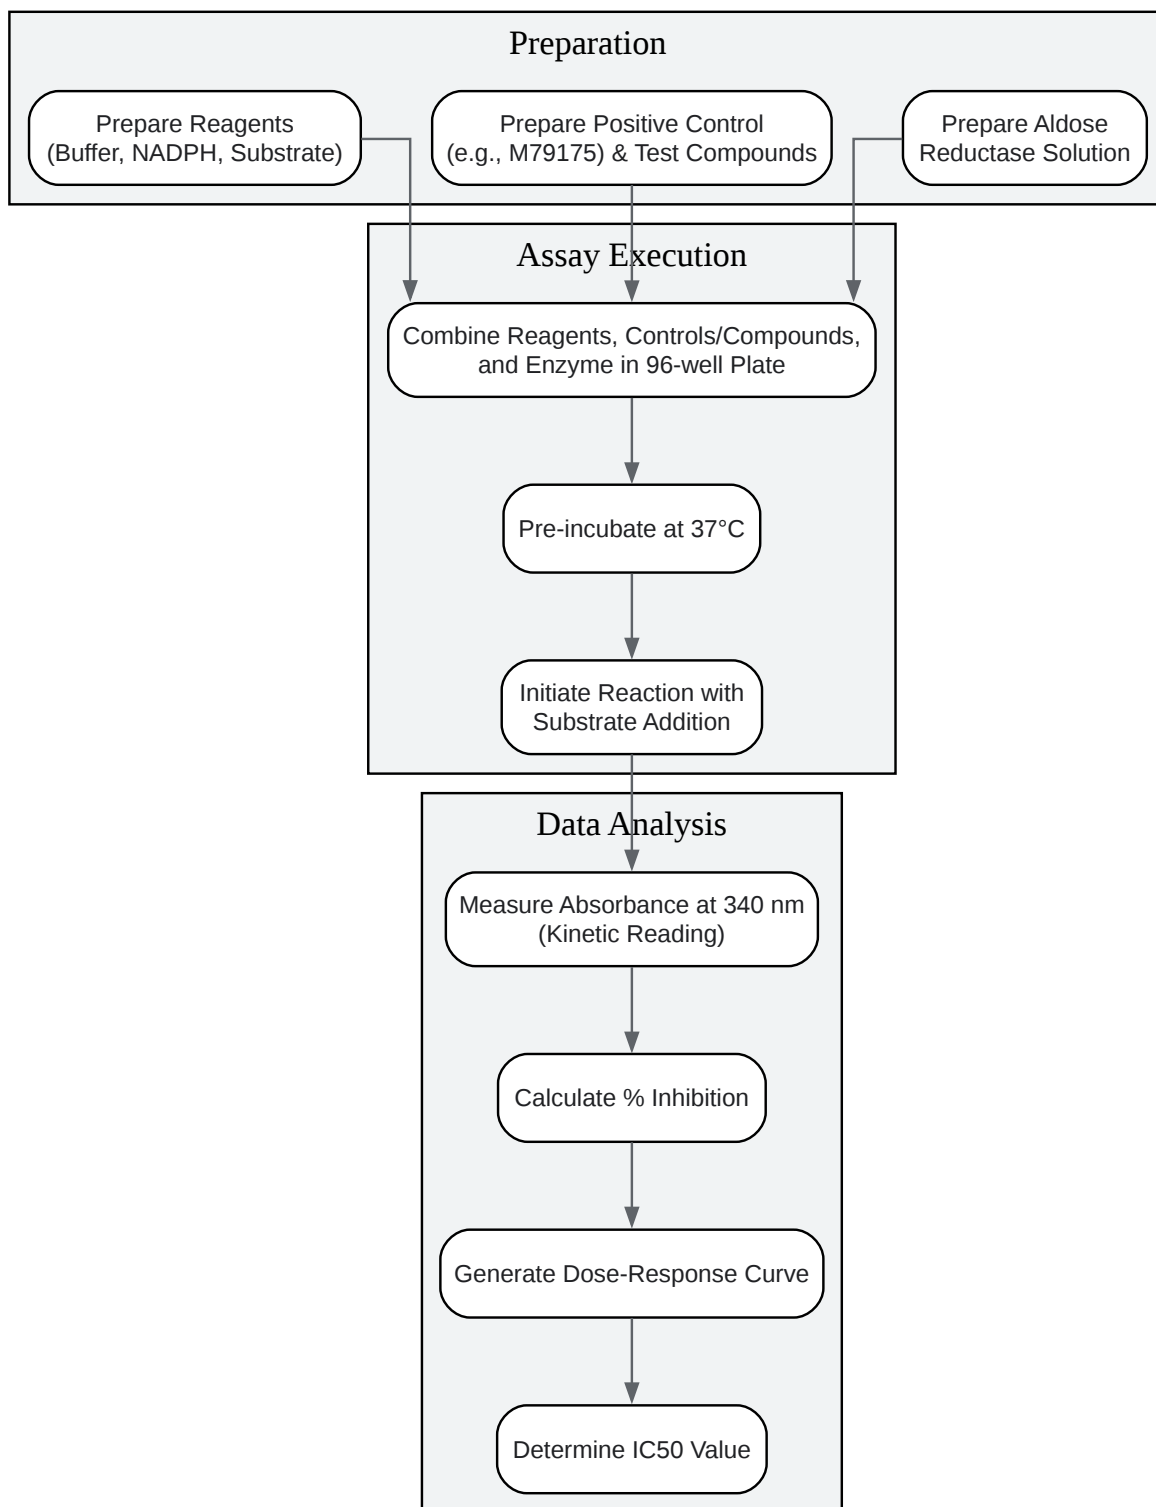 Preparation
Prepare Reagents
(Buffer, NADPH, Substrate)
Prepare Positive Control
(e.g., M79175) & Test Compounds
Prepare Aldose
Reductase Solution
Assay Execution
Combine Reagents, Controls/Compounds,
and Enzyme in 96-well Plate
Pre-incubate at 37°C
Initiate Reaction with
Substrate Addition
Data Analysis
Measure Absorbance at 340 nm
(Kinetic Reading)
Calculate % Inhibition
Generate Dose-Response Curve
Determine IC50 Value